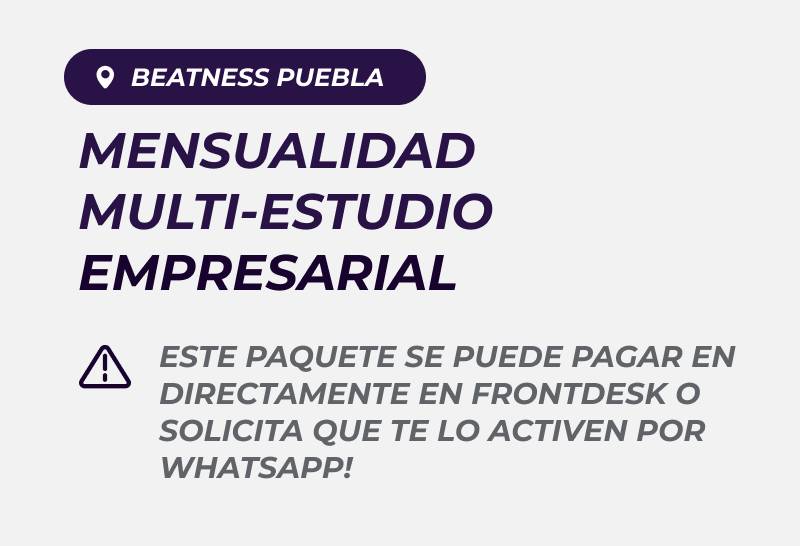 BEATNESS PUEBLA
MENSUALIDAD
MULTI-ESTUDIO
EMPRESARIAL
ESTE PAQUETE SE PUEDE PAGAR EN
DIRECTAMENTE EN FRONTDESK O
SOLICITA QUE TE LO ACTIVEN POR
WHATSAPP!